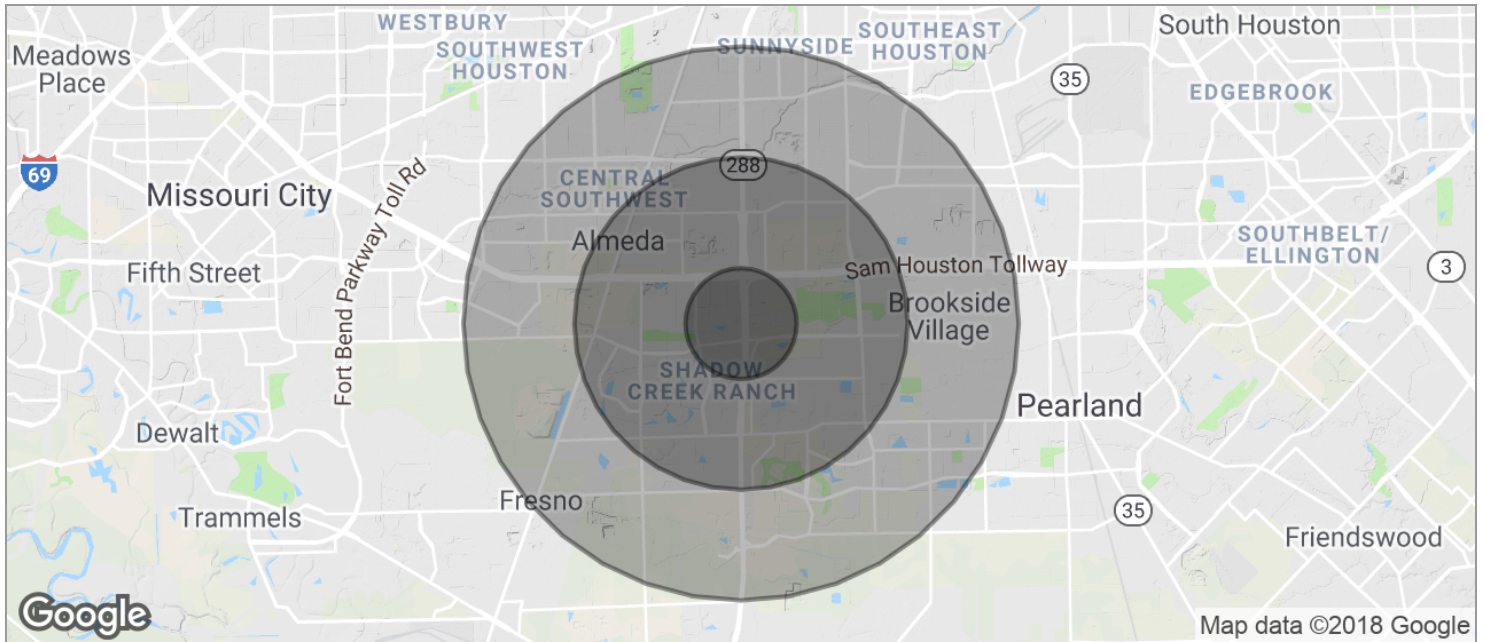 WESTBURY
SOUTHWEST
HOUSTON
SUNNYSIDE
SOUTHEAST
HOUSTON
South Houston
Meadows
Place
35
EDGEBROOK
69
Missouri City
Fort Bend Parkway Toll Rd
CENTRAL
SOUTHWEST
288
Almeda
Fifth Street
Sam Houston Tollway
SOUTHBELT/
ELLINGTON
3
Brookside
Village
SHADOW
CREEK RANCH
Pearland
Dewalt
Fresno
Trammels
35
Friendswood
Google
Map data ©2018 Google